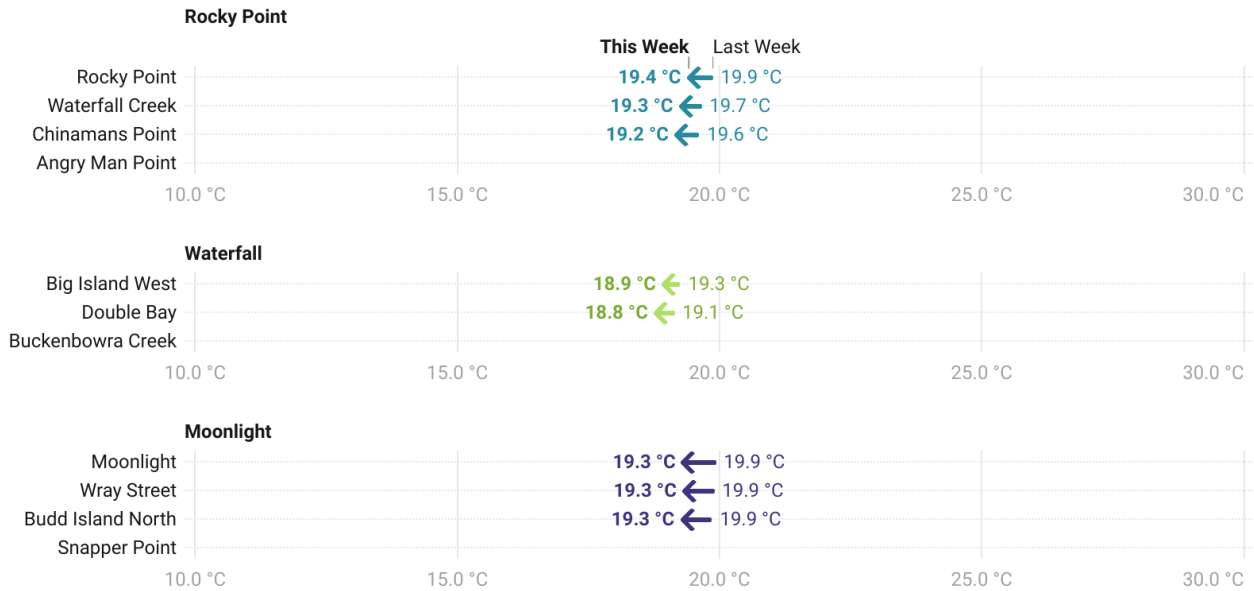 Rocky Point
This Week Last Week
Rocky Point 19.4 °C 19.9 °C
Waterfall Creek 19.3 °C 19.7 °C
Chinamans Point 19.2 °C 19.6 °C
Angry Man Point
10.0 °C 15.0 °C 20.0 °C 25.0 °C 30.0 °C
Waterfall
Big Island West 18.9 °C 19.3 °C
Double Bay 18.8 °C 19.1 °C
Buckenbowra Creek
10.0 °C 15.0 °C 20.0 °C 25.0 °C 30.0 °C
Moonlight
Moonlight 19.3 °C 19.9 °C
Wray Street 19.3 °C 19.9 °C
Budd Island North 19.3 °C 19.9 °C
Snapper Point
10.0 °C 15.0 °C 20.0 °C 25.0 °C 30.0 °C